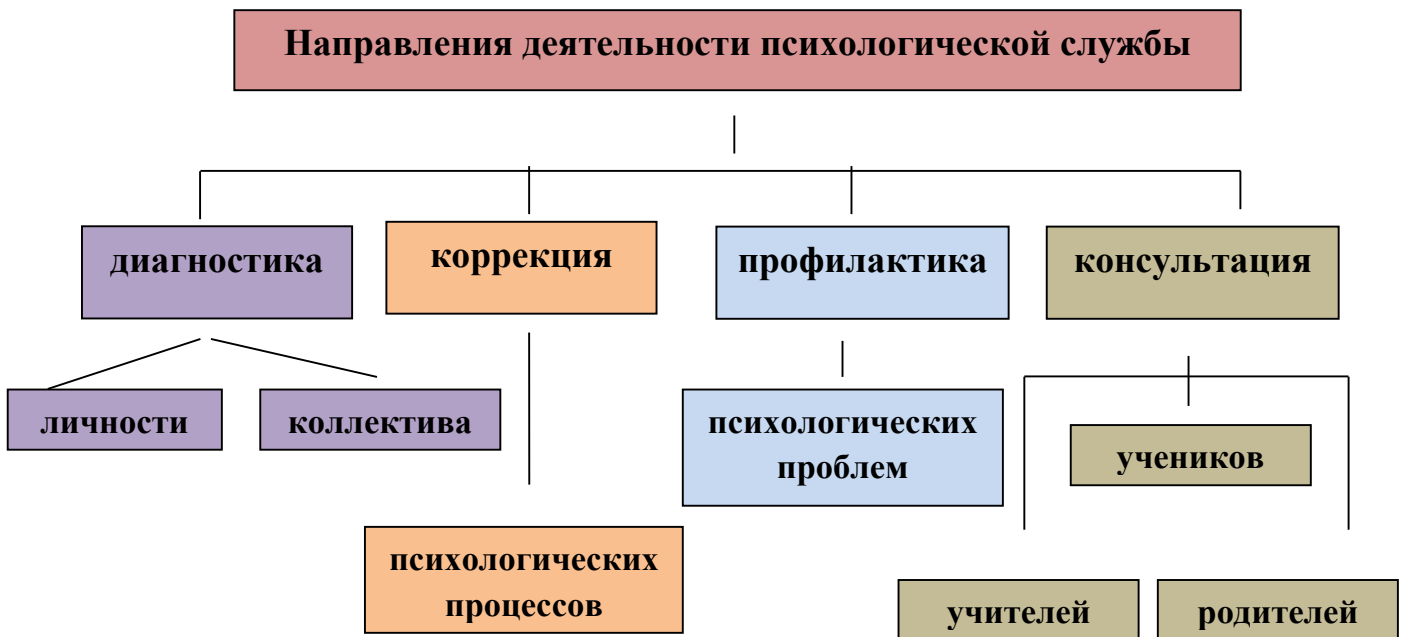 Направления деятельности психологической службы
диагностика
коррекция
профилактика
консультация
личности
коллектива
психологических
проблем
учеников
психологических
процессов
учителей
родителей